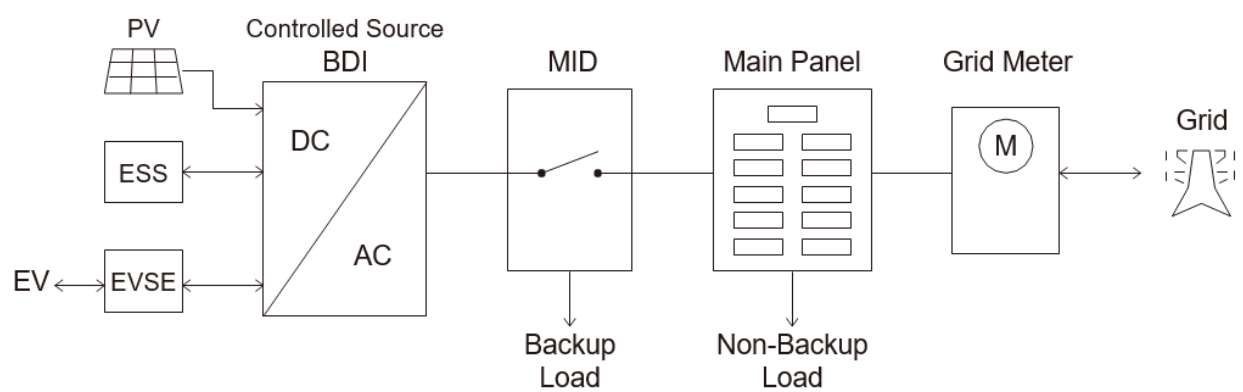 PV
Controlled Source
BDI
MID
Main Panel
Grid Meter
Grid
DC
M
ESS
AC
EV
EVSE
Backup
Load
Non-Backup
Load